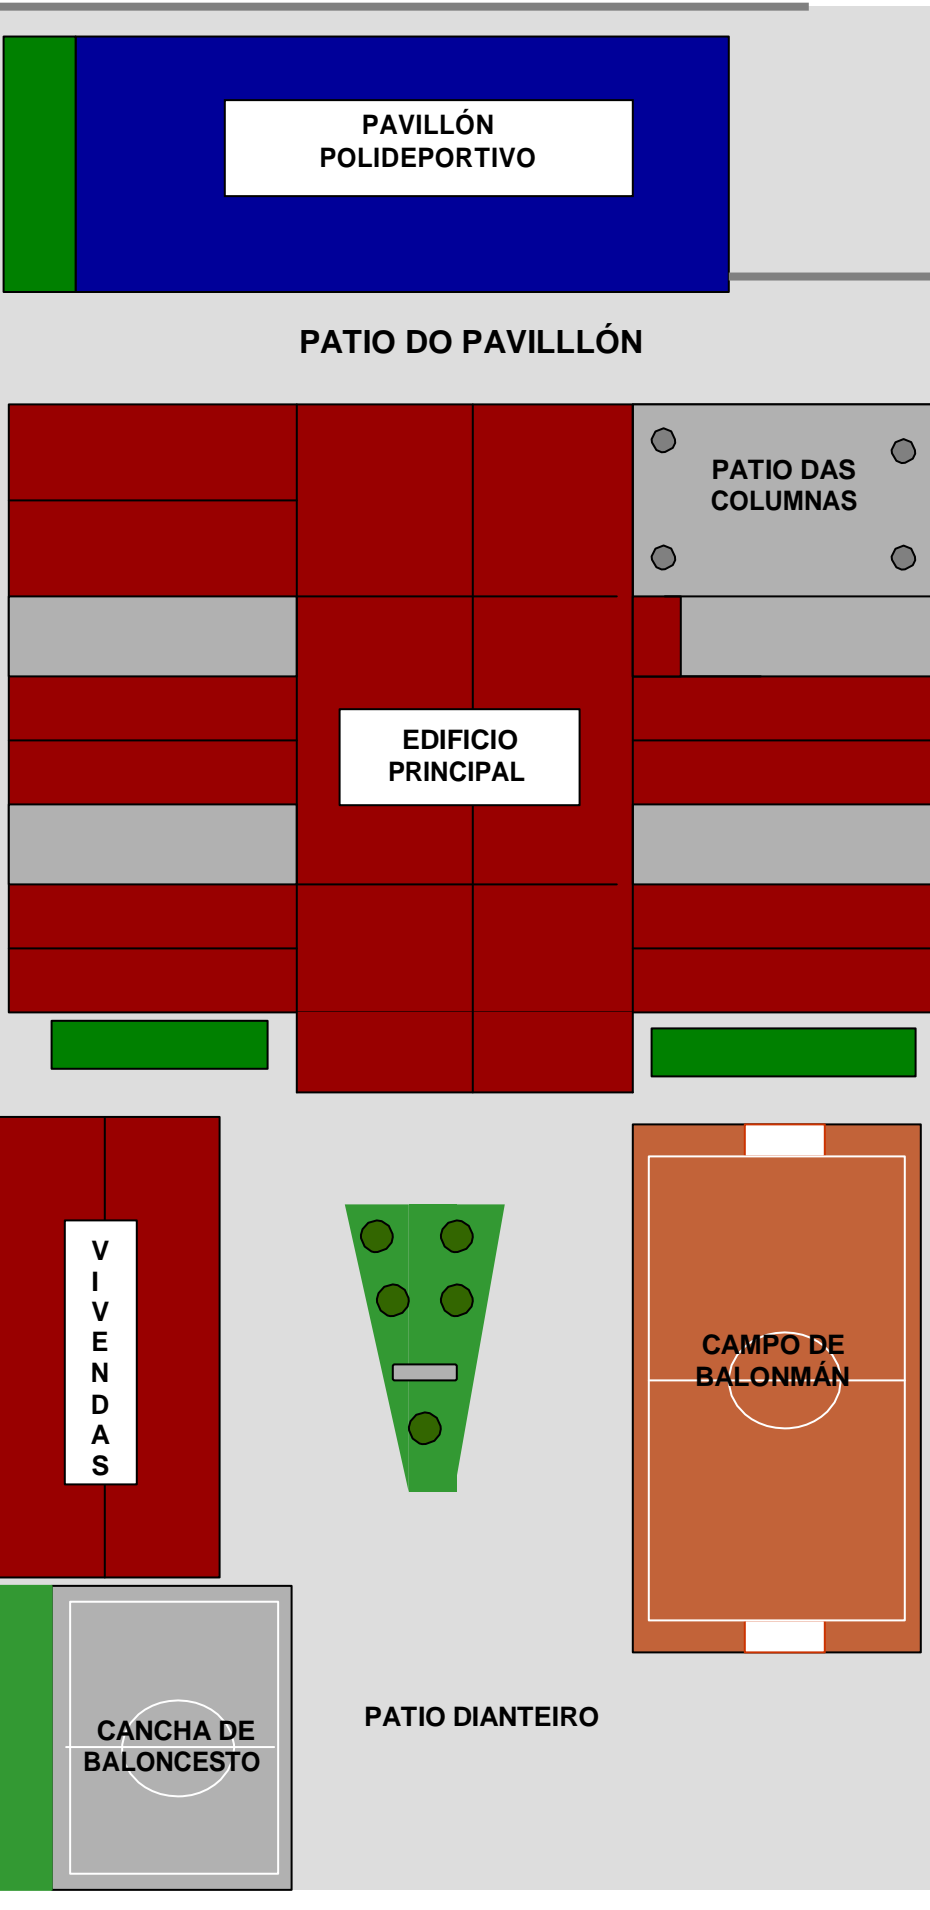 PAVILLÓN
POLIDEPORTIVO
PATIO DO PAVILLLÓN
PATIO DAS
COLUMNAS
EDIFICIO
PRINCIPAL
V
I
V
E
N
D
A
S
CAMPO DE
BALONMÁN
PATIO DIANTEIRO
CANCHA DE
BALONCESTO